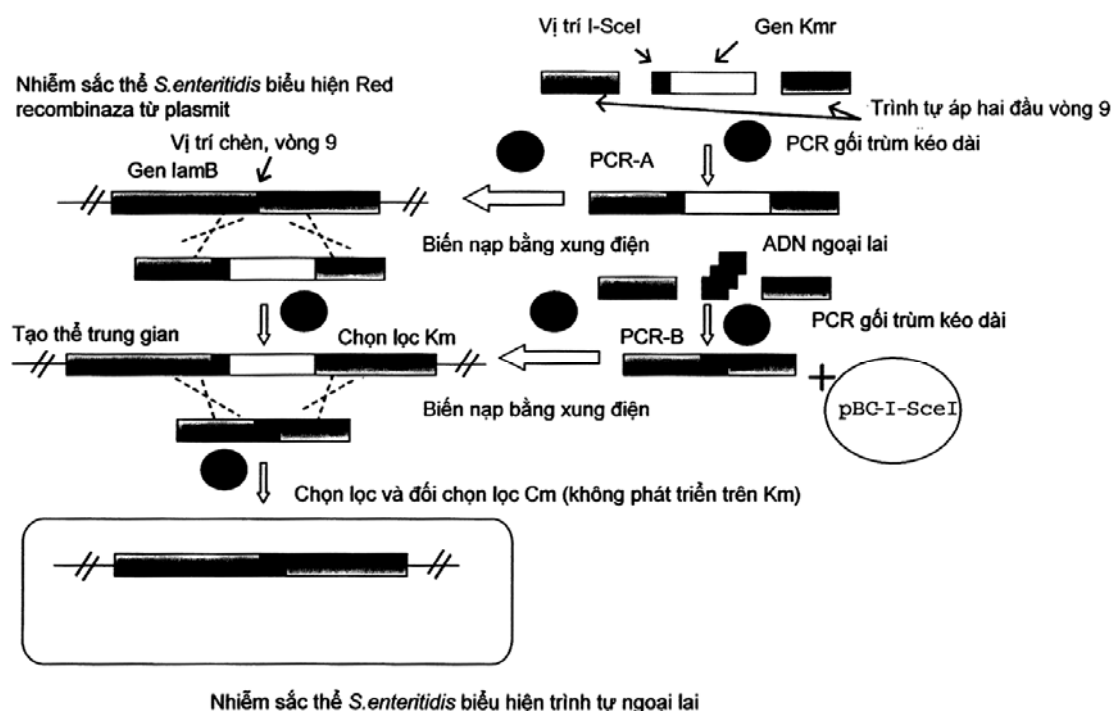 Vị trí I-SceI
Gen Kmr
Nhiễm sắc thể S.enteritidis biểu hiện Red
recombinaza từ plasmit
Trình tự áp hai đầu vòng 9
Vị trí chèn, vòng 9
Gen lamB
PCR-A
PCR gối trùm kéo dài
Biến nạp bằng xung điện
ADN ngoại lai
Tạo thể trung gian
Chọn lọc Km
PCR-B
PCR gối trùm kéo dài
+
Biến nạp bằng xung điện
pBC-I-SceI
Chọn lọc và đối chọn lọc Cm (không phát triển trên Km)
Nhiễm sắc thể S.enteritidis biểu hiện trình tự ngoại lai